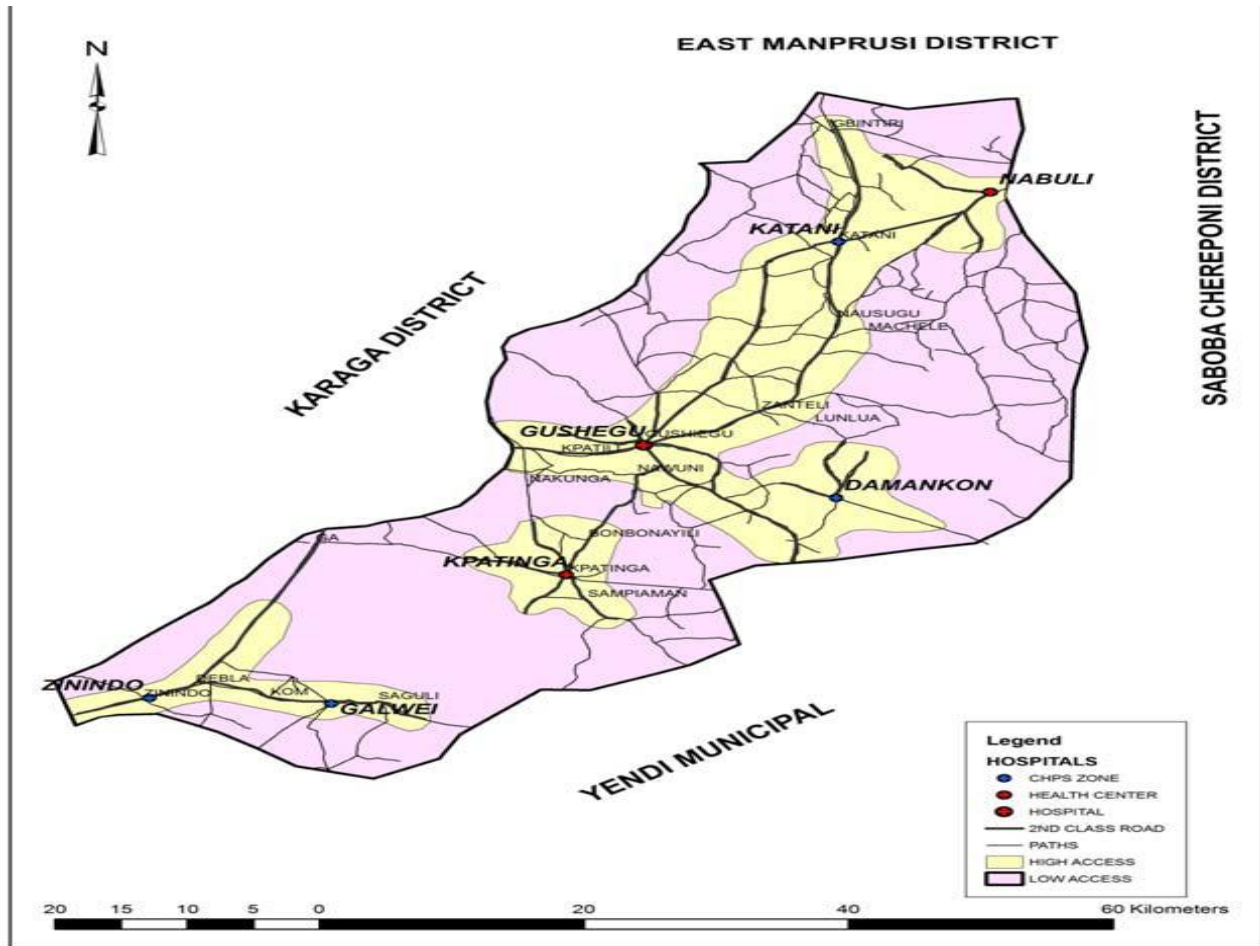 N
EAST MANPRUSI DISTRICT
SABOBA CHEREPONI DISTRICT
KARAGA DISTRICT
GBINTIRI
NABULI
KATANI
KATANI
NAUSUGU
MACHELE
ZANTELI
LUNLUA
GUSHEGU
GUSHIEGU
KPATILI
NAWUNI
NAKUNGA
DAMANKON
BONBONAYILI
GA
KPATINGA
KPATINGA
SAMPIAMAN
ZININDO
ZININDO
KOM
SAGULI
GALWEI
YENDI MUNICIPAL
Legend
HOSPITALS
CHPS ZONE
HEALTH CENTER
HOSPITAL
2ND CLASS ROAD
PATHS
HIGH ACCESS
LOW ACCESS
20 15 10 5 0 20 40 60 Kilometers